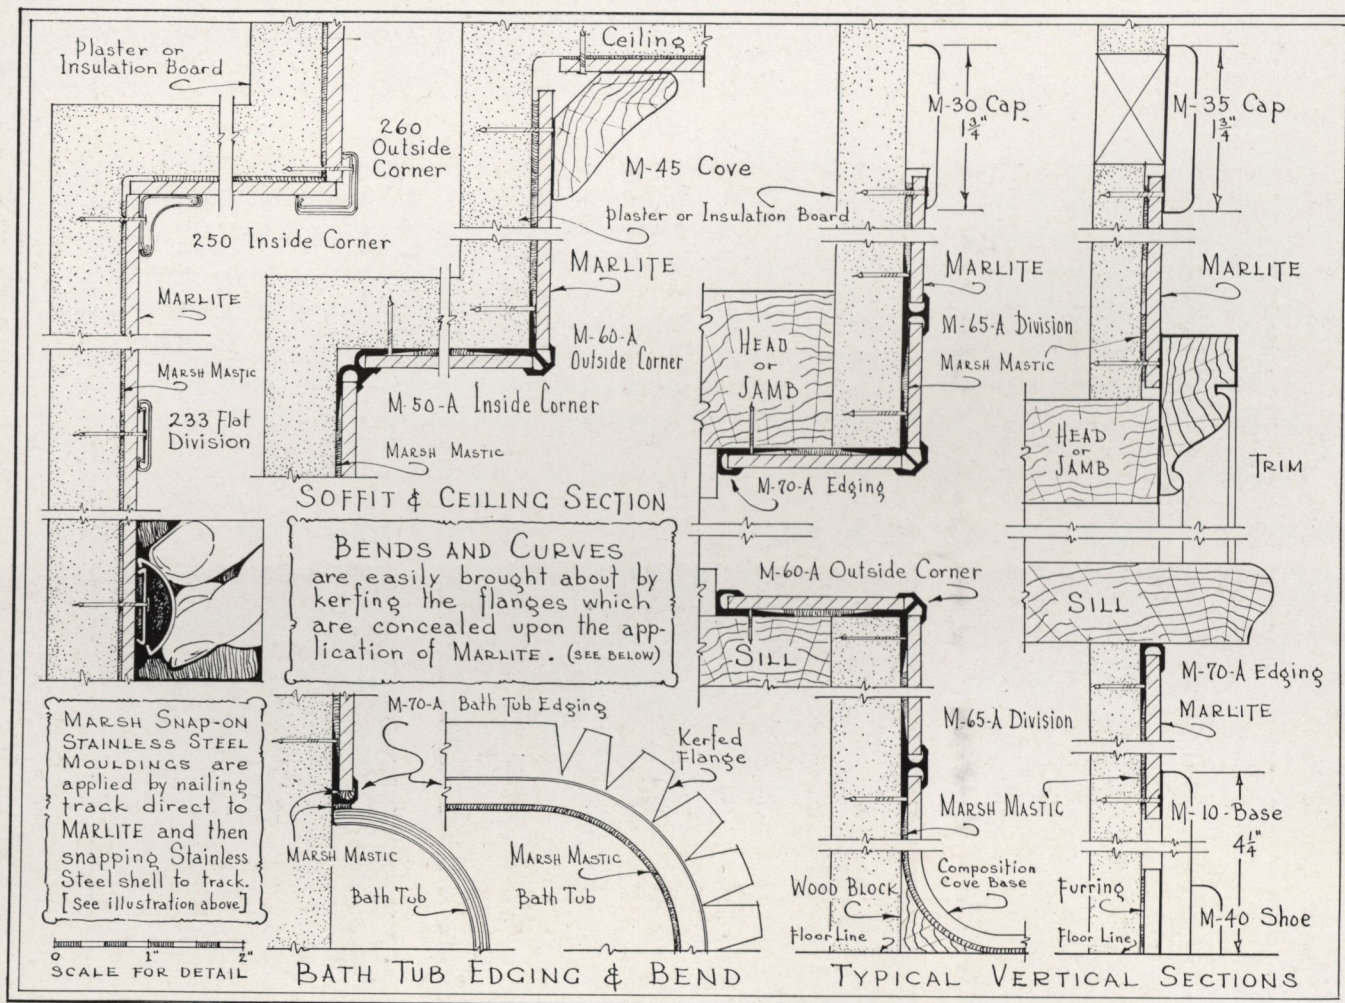 Plaster or
Insulation Board
260
Outside
Corner
250 Inside Corner
MARLITE
MARSH MASTIC
233 Flat
Division
Ceiling
M-45 Cove
Plaster or Insulation Board
MARLITE
M-60-A
Outside Corner
M-50-A Inside Corner
MARSH MASTIC
SOFFIT & CEILING SECTION
M-30 Cap
1 3/4"
M-35 Cap
1 3/4"
MARLITE
MARLITE
M-65-A Division
MARSH MASTIC
HEAD
or
JAMB
M-70-A Edging
HEAD
or
JAMB
TRIM
BENDS AND CURVES
are easily brought about by
kerfing the flanges which
are concealed upon the app-
lication of MARLITE. (SEE BELOW)
M-60-A Outside Corner
SILL
SILL
M-70-A Edging
MARLITE
M-65-A Division
MARSH MASTIC
M-10-Base
4 1/4"
Composition
Cove Base
WOOD BLOCK
Floor Line
Furring
Floor Line
M-40 Shoe
MARSH SNAP-ON
STAINLESS STEEL
MOULDINGS are
applied by nailing
track direct to
MARLITE and then
snapping Stainless
Steel shell to track.
[See illustration above]
M-70-A Bath Tub Edging
Kerfed
Flange
MARSH MASTIC
Bath Tub
MARSH MASTIC
Bath Tub
0 1" 2"
SCALE FOR DETAIL
BATH TUB EDGING & BEND
TYPICAL VERTICAL SECTIONS